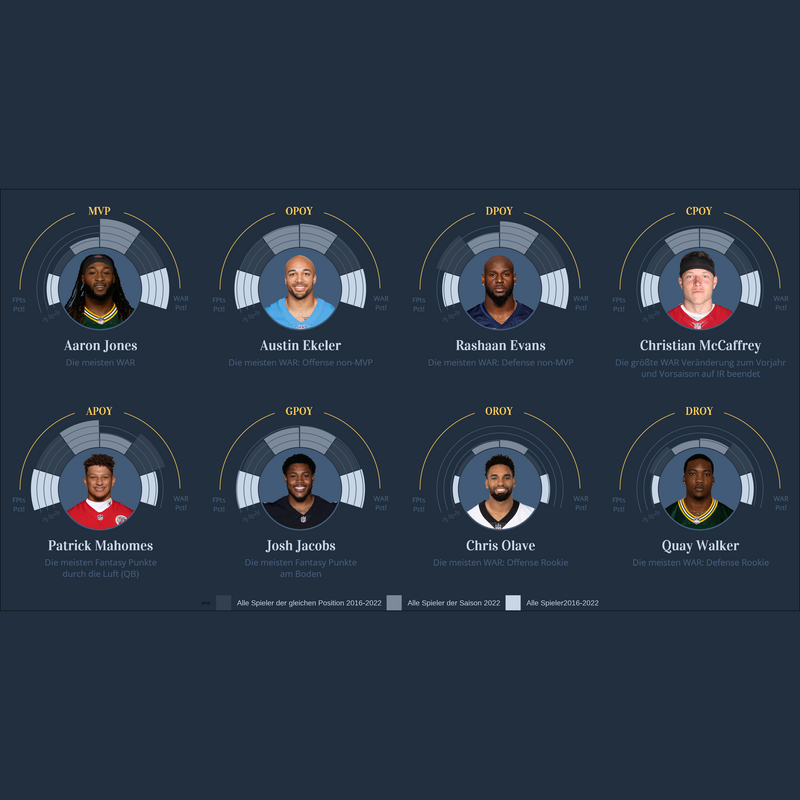 MVP
FPts
Pctl
WAR
Pctl
Aaron Jones
Die meisten WAR
OPOY
FPts
Pctl
WAR
Pctl
Austin Ekeler
Die meisten WAR: Offense non-MVP
DPOY
FPts
Pctl
WAR
Pctl
Rashaan Evans
Die meisten WAR: Defense non-MVP
CPOY
FPts
Pctl
WAR
Pctl
Christian McCaffrey
Die größte WAR Veränderung zum Vorjahr
und Vorsaison auf IR beendet
APOY
FPts
Pctl
WAR
Pctl
Patrick Mahomes
Die meisten Fantasy Punkte
durch die Luft (QB)
GPOY
FPts
Pctl
WAR
Pctl
Josh Jacobs
Die meisten Fantasy Punkte
am Boden
OROY
FPts
Pctl
WAR
Pctl
Chris Olave
Die meisten WAR: Offense Rookie
DROY
FPts
Pctl
WAR
Pctl
Quay Walker
Die meisten WAR: Defense Rookie
Alle Spieler der gleichen Position 2016-2022
Alle Spieler der Saison 2022
Alle Spieler2016-2022